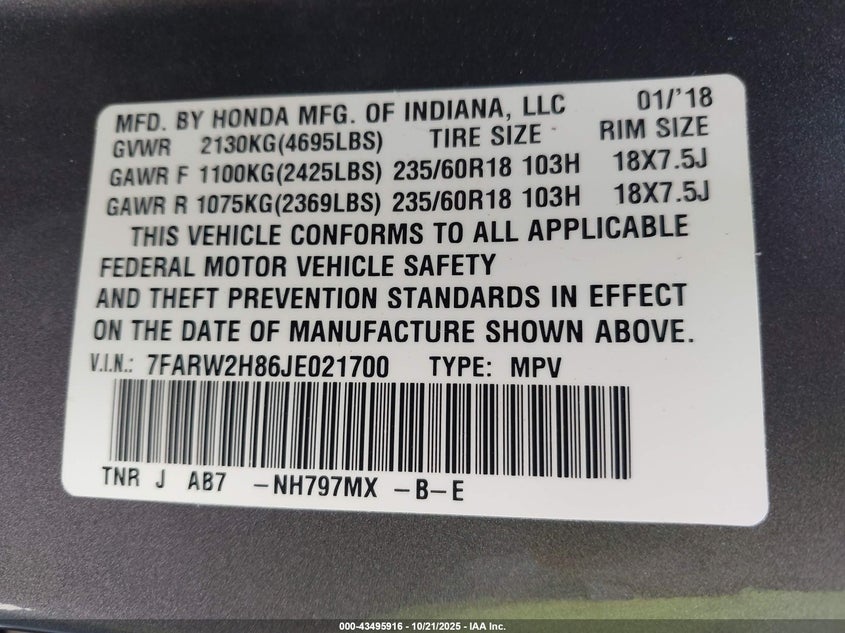 MFD. BY HONDA MFG. OF INDIANA, LLC 01/'18
GVWR 2130KG(4695LBS) TIRE SIZE RIM SIZE
GAWR F 1100KG(2425LBS) 235/60R18 103H 18X7.5J
GAWR R 1075KG(2369LBS) 235/60R18 103H 18X7.5J
THIS VEHICLE CONFORMS TO ALL APPLICABLE
FEDERAL MOTOR VEHICLE SAFETY
AND THEFT PREVENTION STANDARDS IN EFFECT
ON THE DATE OF MANUFACTURE SHOWN ABOVE.
V.I.N.: 7FARW2H86JE021700 TYPE: MPV
TNR J AB7 -NH797MX -B-E
000-43495916 - 10/21/2025 - IAA Inc.